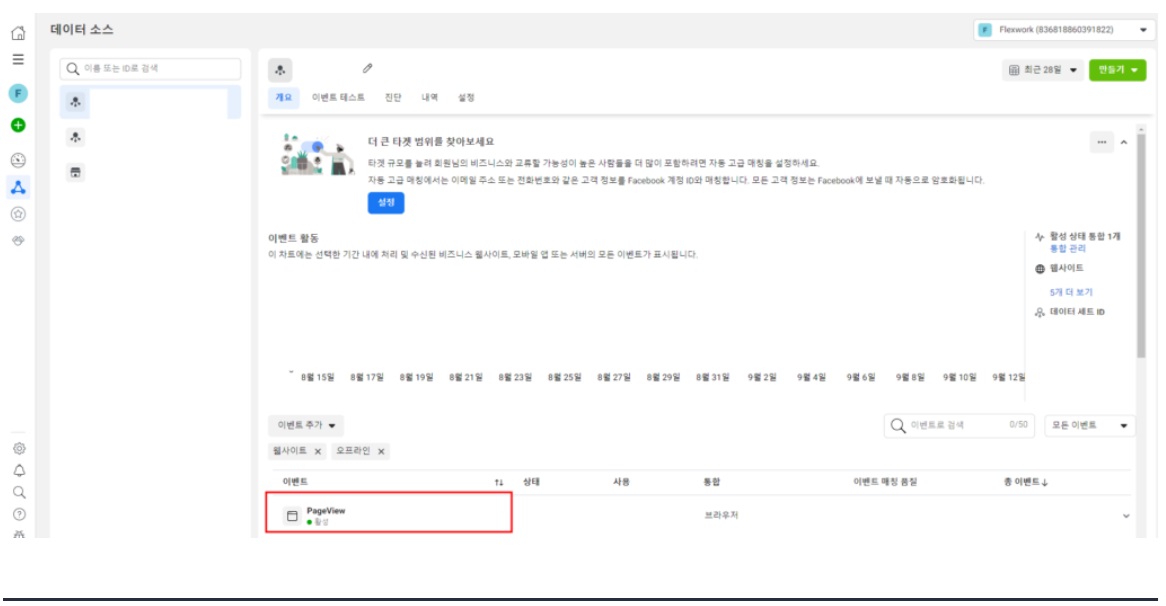 데이터 소스
F Flexwork (836818860391822)
이름 또는 ID로 검색
최근 28일
만들기
개요 이벤트 테스트 진단 내역 설정
F
더 큰 타겟 범위를 찾아보세요
타겟 규모를 늘려 회원님의 비즈니스와 교류할 가능성이 높은 사람들을 더 많이 포함하려면 자동 고급 매칭을 설정하세요.
자동 고급 매칭에서는 이메일 주소 또는 전화번호와 같은 고객 정보를 Facebook 계정 ID와 매칭합니다. 모든 고객 정보는 Facebook에 보낼 때 자동으로 암호화됩니다.
설정
이벤트 활동
이 차트에는 선택한 기간 내에 처리 및 수신된 비즈니스 웹사이트, 모바일 앱 또는 서버의 모든 이벤트가 표시됩니다.
활성 상태 통합 1개
통합 관리
웹사이트
5개 더 보기
데이터 세트 ID
8월 15일 8월 17일 8월 19일 8월 21일 8월 23일 8월 25일 8월 27일 8월 29일 8월 31일 9월 2일 9월 4일 9월 6일 9월 8일 9월 10일 9월 12일
이벤트 추가
이벤트로 검색 0/50
모든 이벤트
웹사이트 x 오프라인 x
이벤트 상태 사용 통합 이벤트 매칭 품질 총 이벤트
PageView
활성
브라우저